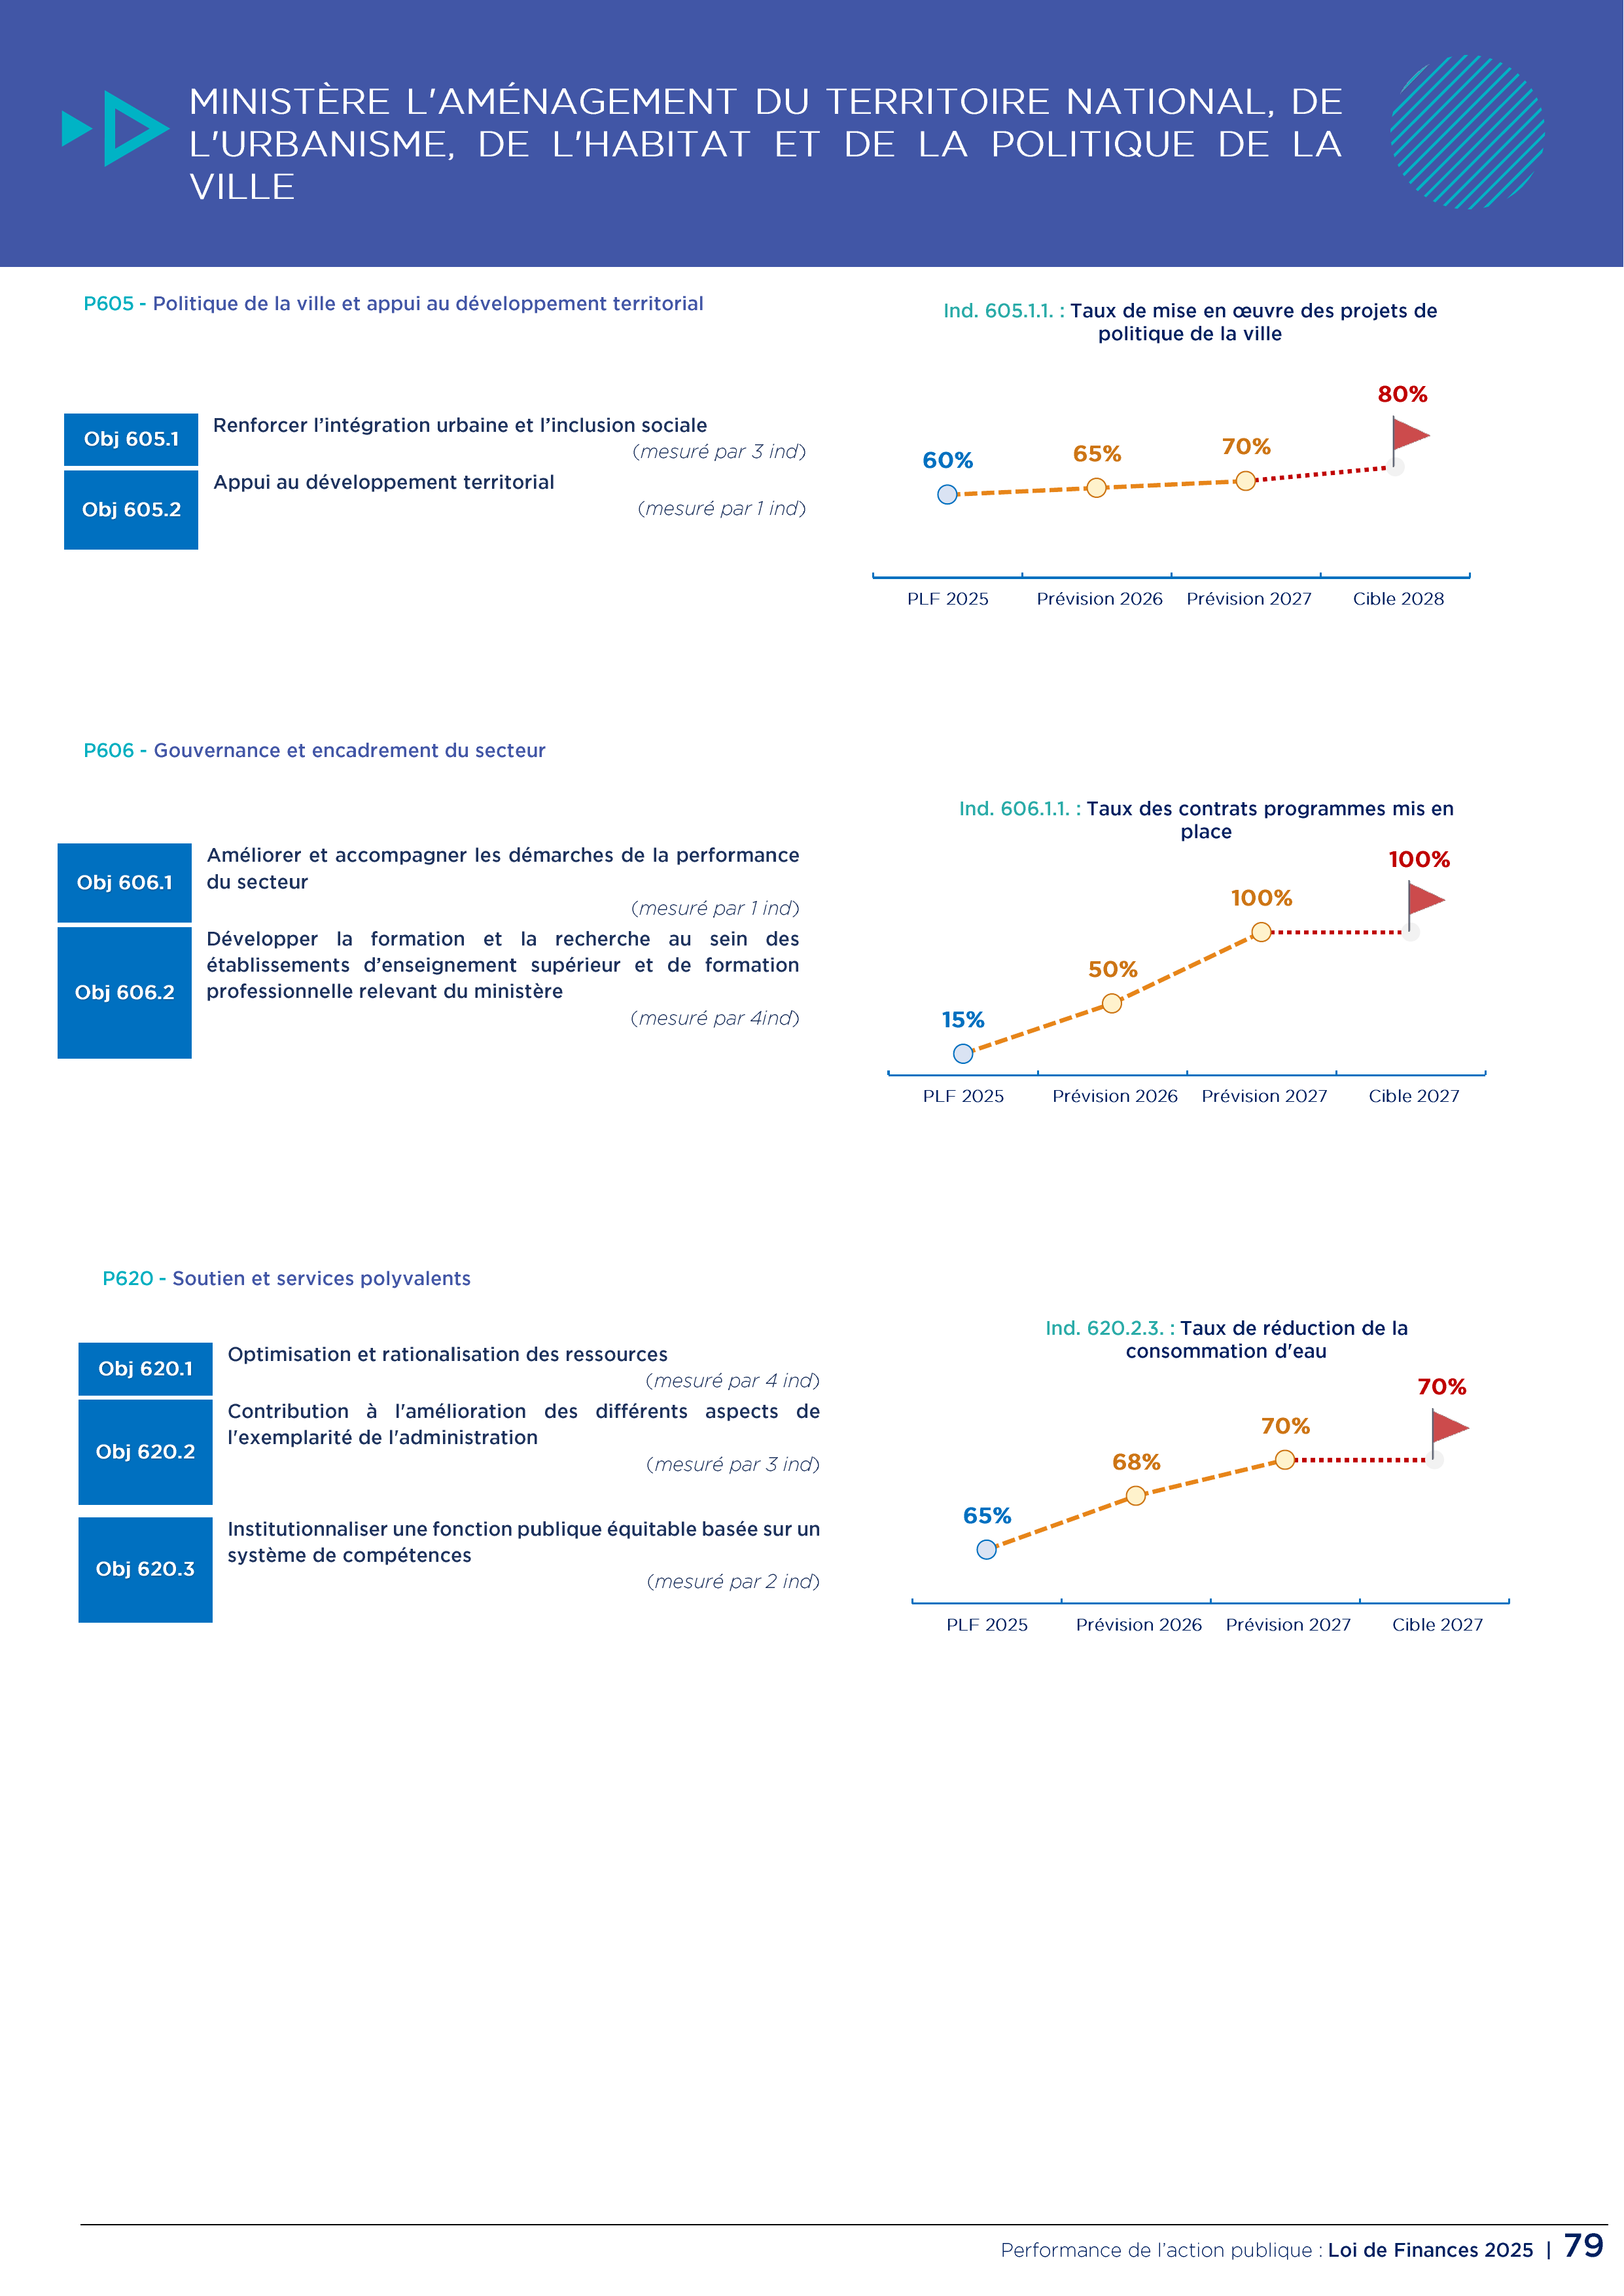 MINISTÈRE L'AMÉNAGEMENT DU TERRITOIRE NATIONAL, DE
L'URBANISME, DE L'HABITAT ET DE LA POLITIQUE DE LA
VILLE
P605 - Politique de la ville et appui au développement territorial
Obj 605.1
Renforcer l’intégration urbaine et l’inclusion sociale
(mesuré par 3 ind)
Obj 605.2
Appui au développement territorial
(mesuré par 1 ind)
Ind. 605.1.1. : Taux de mise en œuvre des projets de
politique de la ville
60%
65%
70%
80%
PLF 2025
Prévision 2026
Prévision 2027
Cible 2028
P606 - Gouvernance et encadrement du secteur
Obj 606.1
Améliorer et accompagner les démarches de la performance
du secteur
(mesuré par 1 ind)
Obj 606.2
Développer la formation et la recherche au sein des
établissements d’enseignement supérieur et de formation
professionnelle relevant du ministère
(mesuré par 4ind)
Ind. 606.1.1. : Taux des contrats programmes mis en
place
15%
50%
100%
100%
PLF 2025
Prévision 2026
Prévision 2027
Cible 2027
P620 - Soutien et services polyvalents
Obj 620.1
Optimisation et rationalisation des ressources
(mesuré par 4 ind)
Obj 620.2
Contribution à l'amélioration des différents aspects de
l'exemplarité de l'administration
(mesuré par 3 ind)
Obj 620.3
Institutionnaliser une fonction publique équitable basée sur un
système de compétences
(mesuré par 2 ind)
Ind. 620.2.3. : Taux de réduction de la
consommation d'eau
65%
68%
70%
70%
PLF 2025
Prévision 2026
Prévision 2027
Cible 2027
Performance de l’action publique : Loi de Finances 2025 | 79